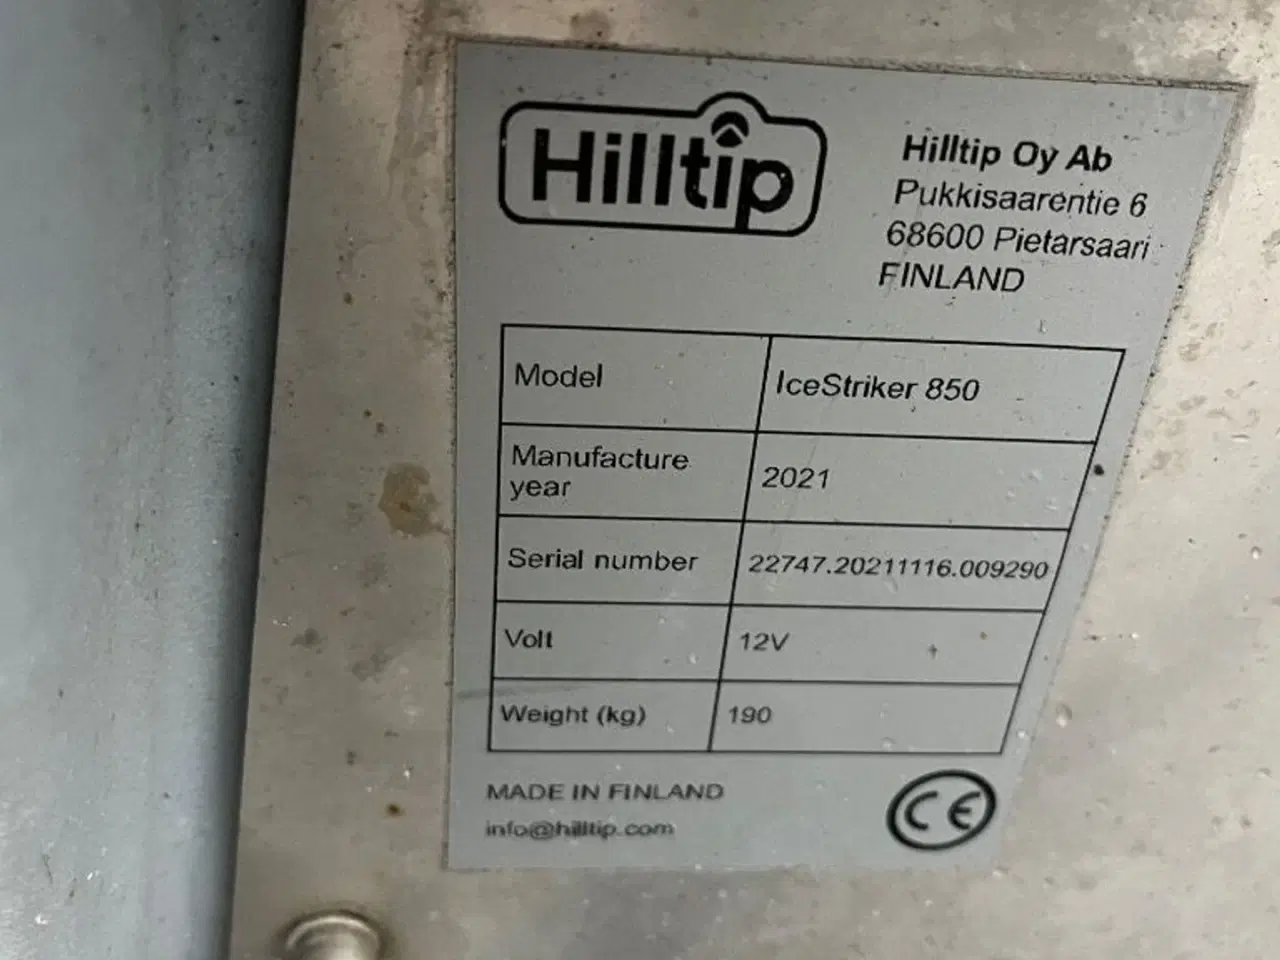 Hilltip
Hilltip Oy Ab
Pukkisaarentie 6
68600 Pietarsaari
FINLAND
Model IceStriker 850
Manufacture
year 2021
Serial number 22747.20211116.009290
Volt 12V
Weight (kg) 190
MADE IN FINLAND
info@hilltip.com
CE